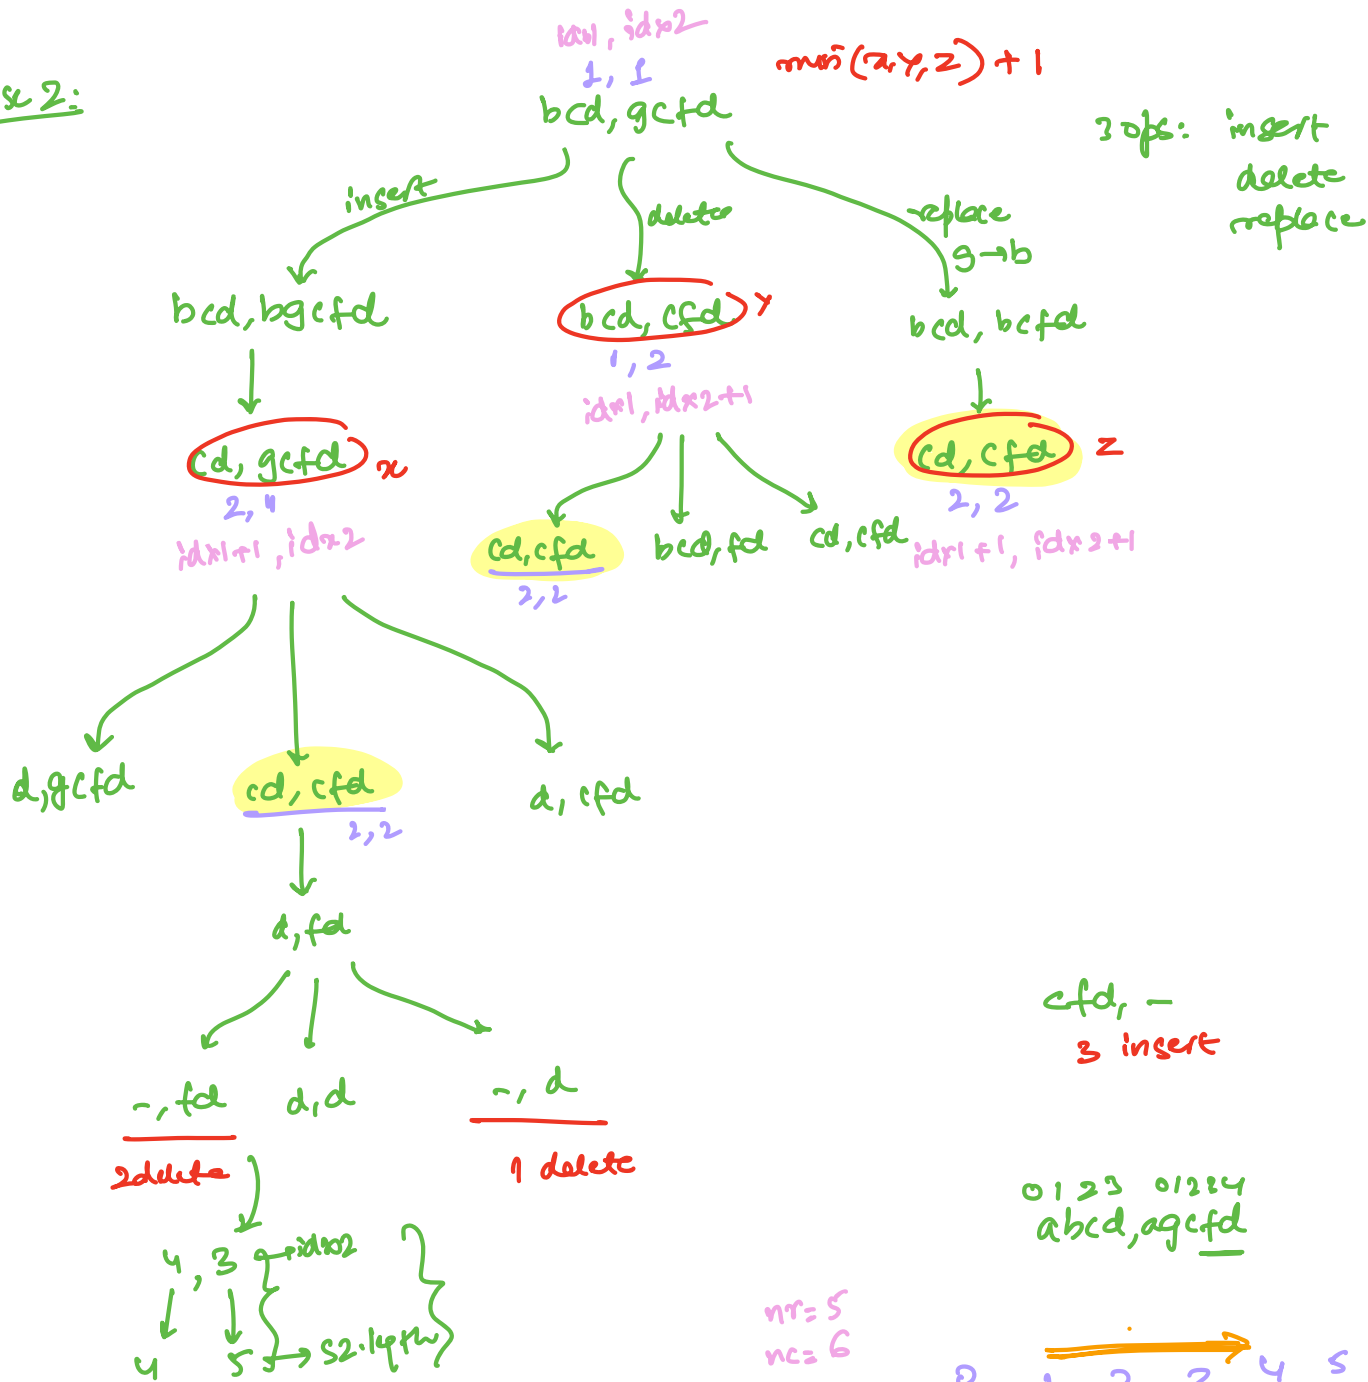 idx1, idx2
1, 1
min(x,y,z)+1
se 2:
bcd, gcfd
3 ops: insert
delete
replace
insert
delete
replace
g→b
bcd, bgcfd
bcd, cfd y
bcd, bcfd
1, 2
idx1, idx2+1
cd, gcfd x
cd, cfd z
2, 4
2, 2
idx1+1, idx2
cd, cfd
bcd, fd
cd, cfd
idx1+1, idx2+1
2, 2
d, gcfd
cd, cfd
d, cfd
2, 2
d, fd
cfd, -
3 insert
-, fd
d, d
-, d
2 delete
1 delete
0 1 2 3 0 1 2 3 4
abcd, agcfd
4, 3 → idx2
4 5 → s2.length
nr = 5
nc = 6
4 5